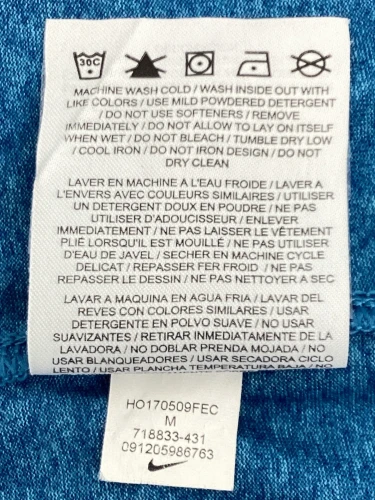 30C
MACHINE WASH COLD / WASH INSIDE OUT WITH
LIKE COLORS / USE MILD POWDERED DETERGENT
/ DO NOT USE SOFTENERS / REMOVE
IMMEDIATELY / DO NOT ALLOW TO LAY ON ITSELF
WHEN WET / DO NOT BLEACH / TUMBLE DRY LOW
/ COOL IRON / DO NOT IRON DESIGN / DO NOT
DRY CLEAN
LAVER EN MACHINE À L'EAU FROIDE / LAVER A
L'ENVERS AVEC COULEURS SIMILAIRES / UTILISER
UN DETERGENT DOUX EN POUDRE / NE PAS
UTILISER D'ADOUCISSEUR / ENLEVER
IMMEDIATEMENT / NE PAS LAISSER LE VÊTEMENT
PLIÉ LORSQU'IL EST MOUILLÉ / NE PAS UTILISER
D'EAU DE JAVEL / SECHER EN MACHINE CYCLE
DELICAT / REPASSER FER FROID / NE PAS
REPASSER LE DESSIN / NE PAS NETTOYER A SEC
LAVAR A MAQUINA EN AGUA FRIA / LAVAR DEL
REVES CON COLORES SIMILARES / USAR
DETERGENTE EN POLVO SUAVE / NO USAR
SUAVIZANTES / RETIRAR INMEDIATAMENTE DE LA
LAVADORA / NO DOBLAR PRENDA MOJADA / NO
USAR BLANQUEADORES / USAR SECADORA CICLO
LENTO / USAR PLANCHA TEMPERATURA BAJA / NO
HO170509FEC
M
718833-431
091205986763